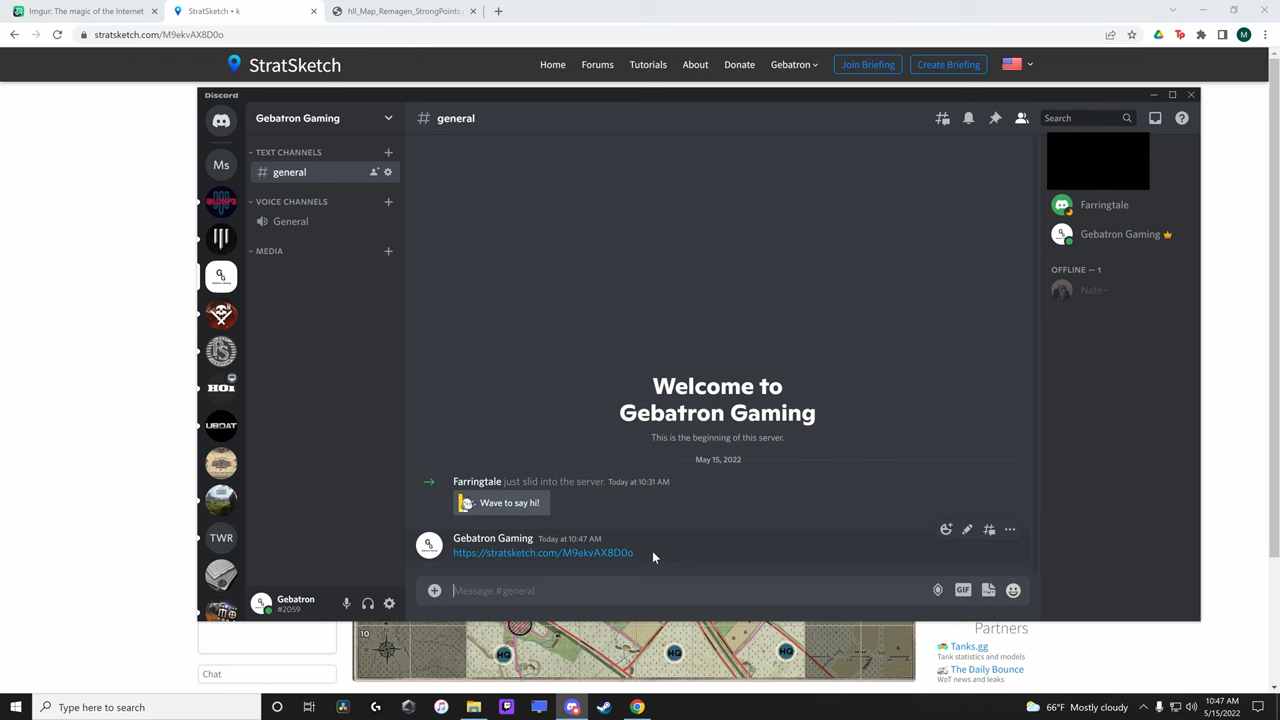 Imgur: The magic of the Internet
StratSketch • k
hll_Map_Remagen_StrongPoints.
stratsketch.com/M9ekvAX8D0o
M
StratSketch
Home
Forums
Tutorials
About
Donate
Gebatron
Join Briefing
Create Briefing
Discord
Gebatron Gaming
# general
Search
Ms
TEXT CHANNELS
# general
VOICE CHANNELS
General
MEDIA
Farringtale
Gebatron Gaming
OFFLINE — 1
Nate--
HOI
UBOAT
TWR
Welcome to
Gebatron Gaming
This is the beginning of this server.
May 15, 2022
Farringtale just slid into the server. Today at 10:31 AM
Wave to say hi!
Gebatron Gaming Today at 10:47 AM
https://stratsketch.com/M9ekvAX8D0o
Message #general
GIF
Gebatron
#2059
10
HQ
HQ
HQ
Chat
Partners
Tanks.gg
Tank statistics and models
The Daily Bounce
WoT news and leaks
Type here to search
66°F Mostly cloudy
10:47 AM
5/15/2022